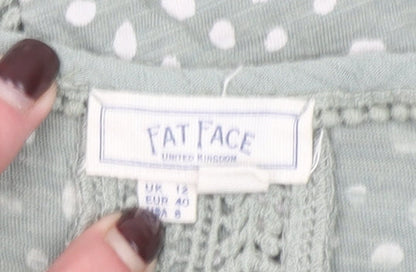 FAT FACE
UNITED KINGDOM
UK 12
EUR 40
USA 8